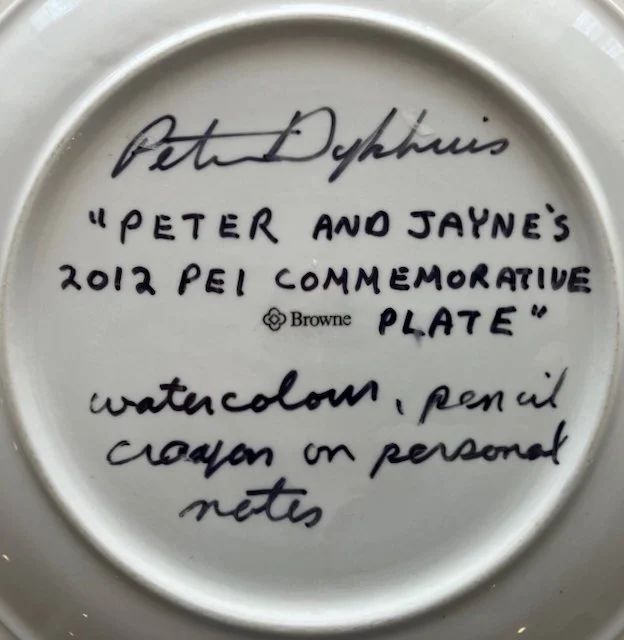 Peter Dykhuis
"PETER AND JAYNE'S
2012 PEI COMMEMORATIVE
Browne PLATE"
watercolour, pencil
crayon on personal
notes